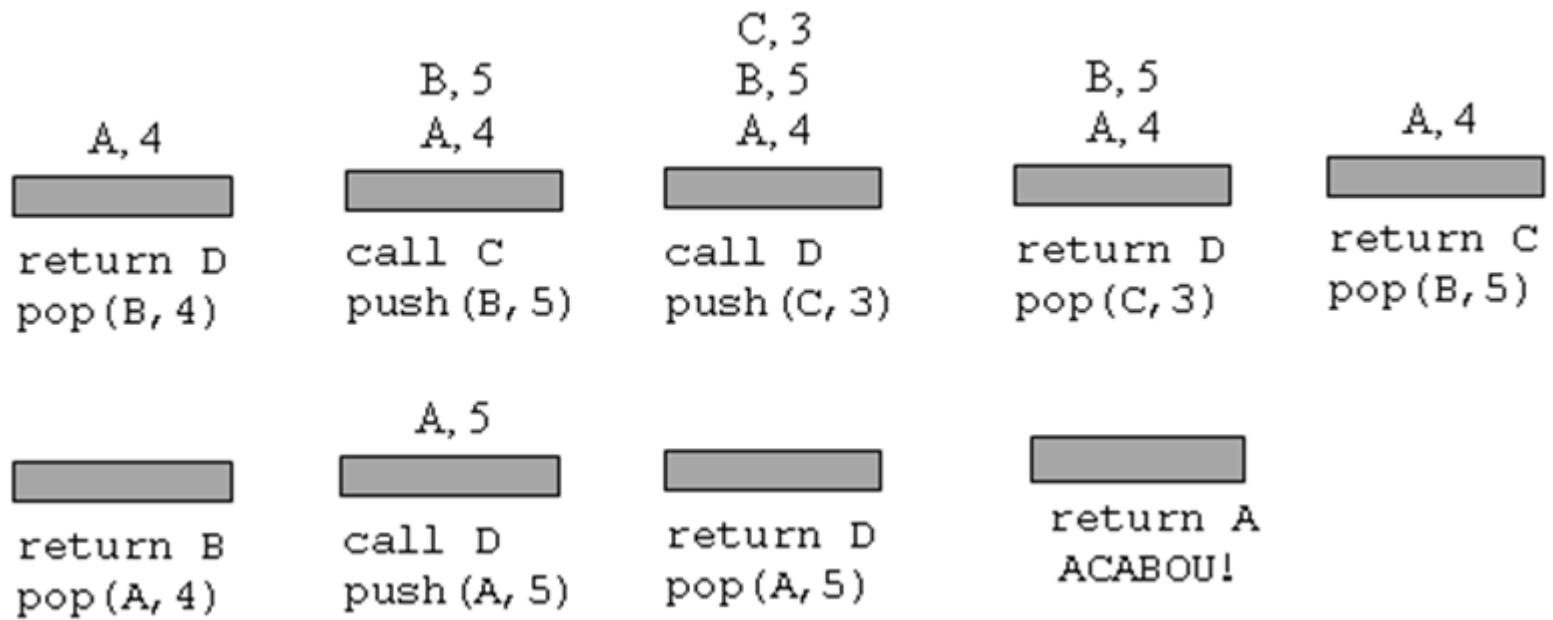 A, 4
return D
pop(B, 4)
B, 5
A, 4
call C
push(B, 5)
C, 3
B, 5
A, 4
call D
push(C, 3)
B, 5
A, 4
return D
pop(C, 3)
A, 4
return C
pop(B, 5)
return B
pop(A, 4)
A, 5
call D
push(A, 5)
return D
pop(A, 5)
return A
ACABOU!